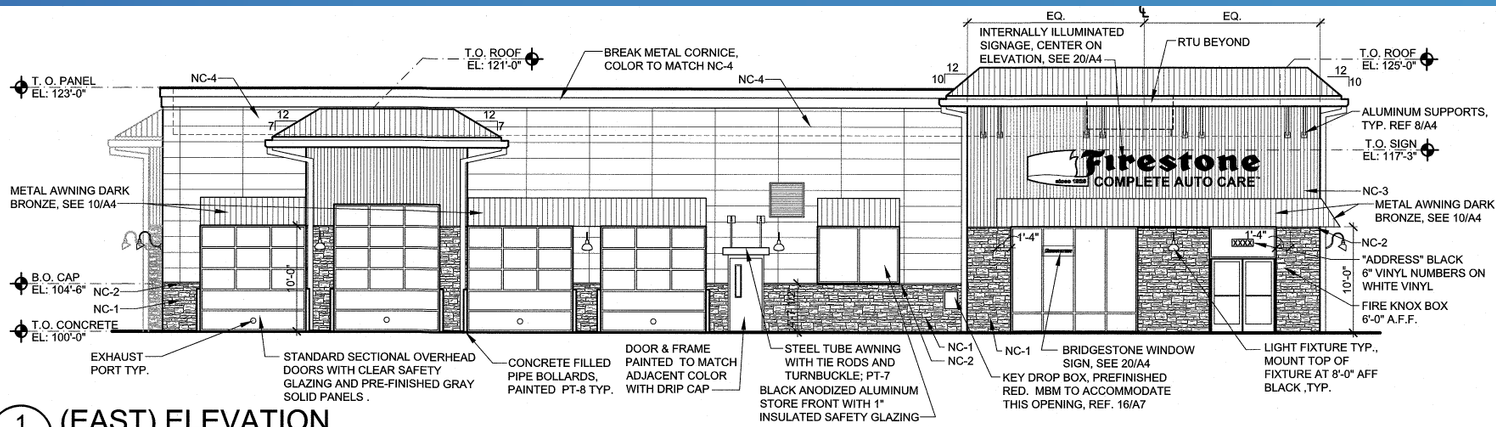 EQ.
℄
EQ.
INTERNALLY ILLUMINATED
SIGNAGE, CENTER ON
ELEVATION, SEE 20/A4
RTU BEYOND
T.O. ROOF
EL: 121'-0"
BREAK METAL CORNICE,
COLOR TO MATCH NC-4
T.O. ROOF
EL: 125'-0"
T. O. PANEL
EL: 123'-0"
NC-4
NC-4
12
10
12
10
12
7
12
7
ALUMINUM SUPPORTS,
TYP. REF 8/A4
T.O. SIGN
EL: 117'-3"
Firestone
since 1926
COMPLETE AUTO CARE
METAL AWNING DARK
BRONZE, SEE 10/A4
NC-3
METAL AWNING DARK
BRONZE, SEE 10/A4
1'-4"
1'-4"
XXXX
NC-2
"ADDRESS" BLACK
6" VINYL NUMBERS ON
WHITE VINYL
10'-0"
10'-0"
B.O. CAP
EL: 104'-6"
NC-2
NC-1
FIRE KNOX BOX
6'-0" A.F.F.
T.O. CONCRETE
EL: 100'-0"
EXHAUST
PORT TYP.
STANDARD SECTIONAL OVERHEAD
DOORS WITH CLEAR SAFETY
GLAZING AND PRE-FINISHED GRAY
SOLID PANELS .
CONCRETE FILLED
PIPE BOLLARDS,
PAINTED PT-8 TYP.
DOOR & FRAME
PAINTED TO MATCH
ADJACENT COLOR
WITH DRIP CAP
STEEL TUBE AWNING
WITH TIE RODS AND
TURNBUCKLE; PT-7
BLACK ANODIZED ALUMINUM
STORE FRONT WITH 1"
INSULATED SAFETY GLAZING
NC-1
NC-2
NC-1
BRIDGESTONE WINDOW
SIGN, SEE 20/A4
KEY DROP BOX, PREFINISHED
RED. MBM TO ACCOMMODATE
THIS OPENING, REF. 16/A7
LIGHT FIXTURE TYP.,
MOUNT TOP OF
FIXTURE AT 8'-0" AFF
BLACK ,TYP.
1
(EAST) ELEVATION